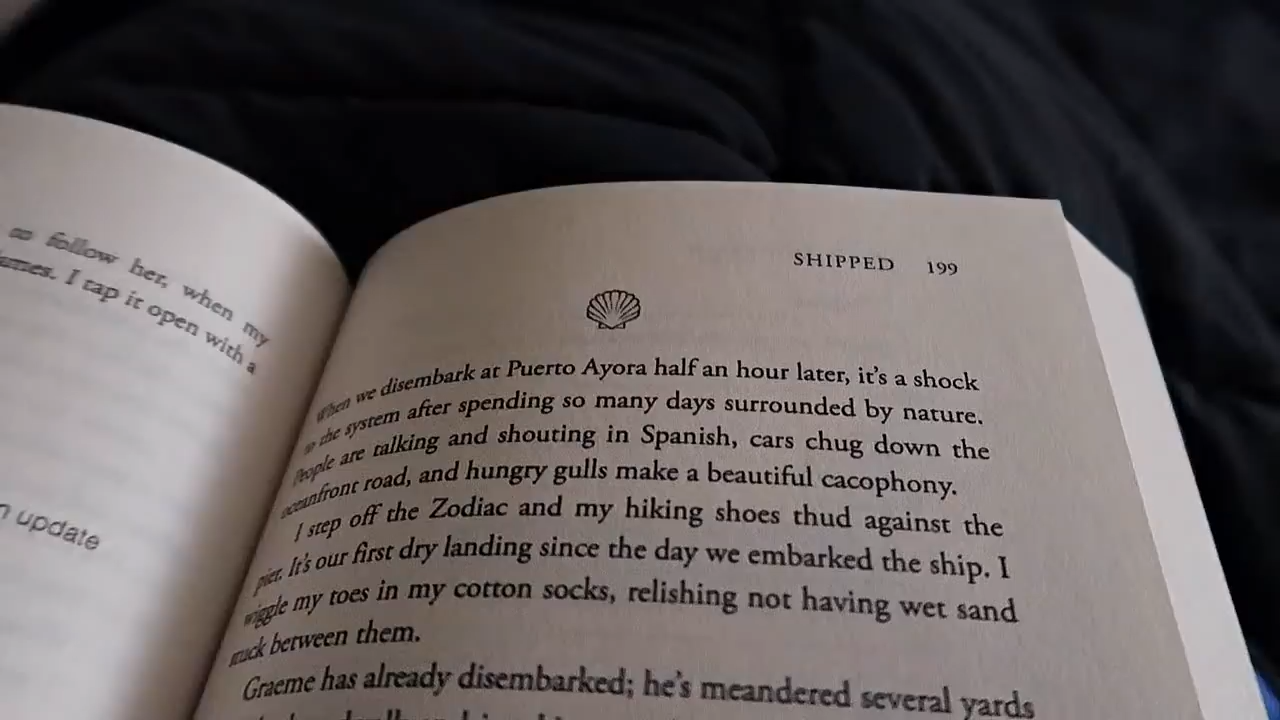 so follow her, when my
I tap it open with a
update
SHIPPED 199
When we disembark at Puerto Ayora half an hour later, it's a shock
to the system after spending so many days surrounded by nature.
People are talking and shouting in Spanish, cars chug down the
oceanfront road, and hungry gulls make a beautiful cacophony.
I step off the Zodiac and my hiking shoes thud against the
pier. It's our first dry landing since the day we embarked the ship. I
wiggle my toes in my cotton socks, relishing not having wet sand
stuck between them.
Graeme has already disembarked; he's meandered several yards